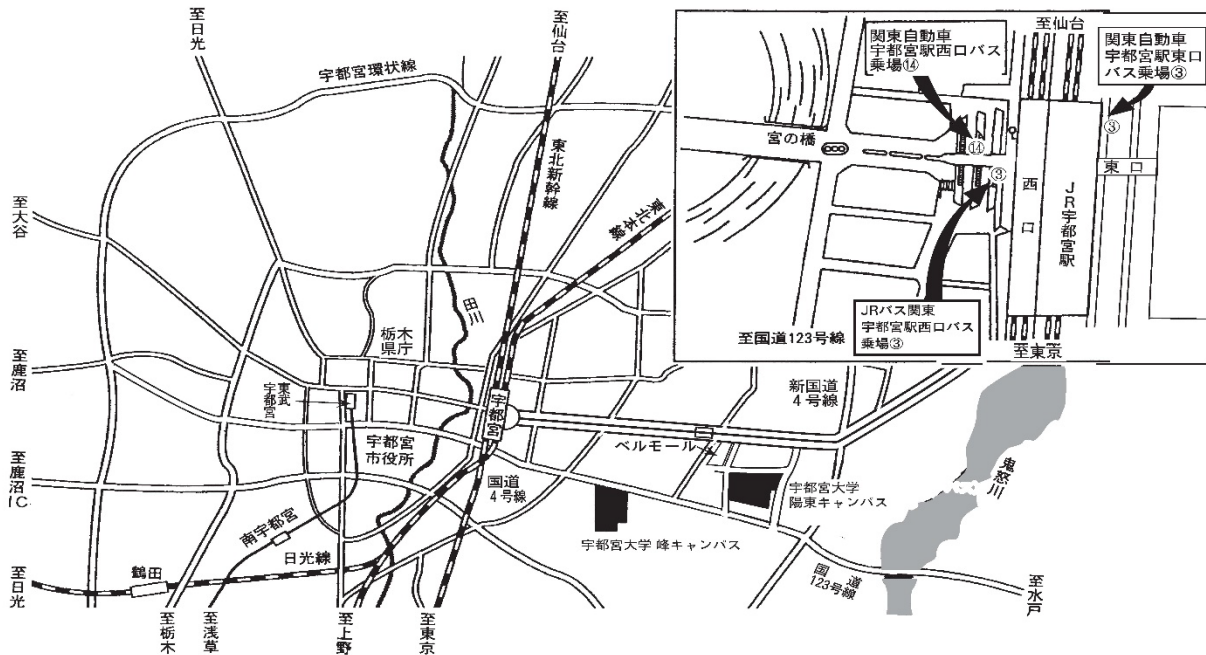 至日光
至仙台
宇都宮環状線
東北新幹線
東北本線
至大谷
田川
栃木
県庁
至鹿沼
東武
宇都宮
宇都宮
宇都宮
市役所
国道
4号線
新国道
4号線
ベルモール
宇都宮大学
陽東キャンパス
宇都宮大学 峰キャンパス
鬼怒川
至鹿沼IC
南宇都宮
日光線
鶴田
至日光
至栃木
至浅草
至上野
至東京
国道
123号線
至水戸
関東自動車
宇都宮駅西口バス
乗場⑭
至仙台
関東自動車
宇都宮駅東口
バス乗場③
宮の橋
⑭
③
③
西口
JR宇都宮駅
東口
JRバス関東
宇都宮駅西口バス
乗場③
至国道123号線
至東京